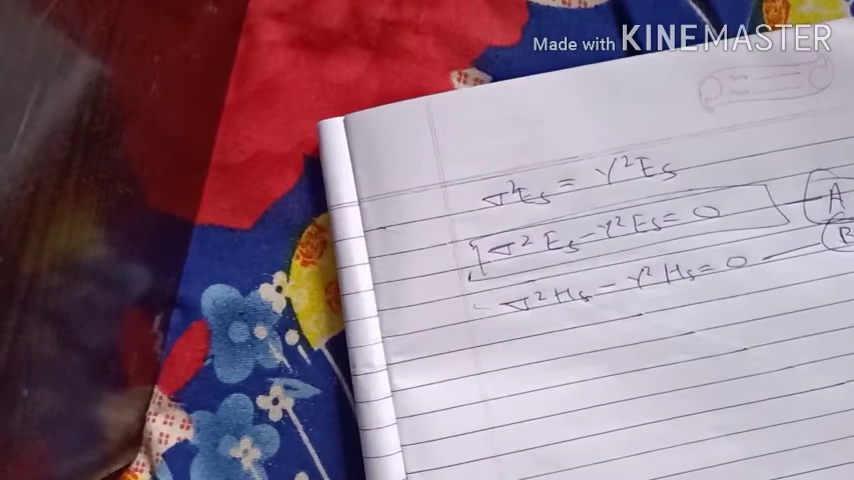 Made with KINEMASTER
∇²Es = γ²Es
∇²Es - γ²Es = 0 — A
∇²Hs - γ²Hs = 0 — B